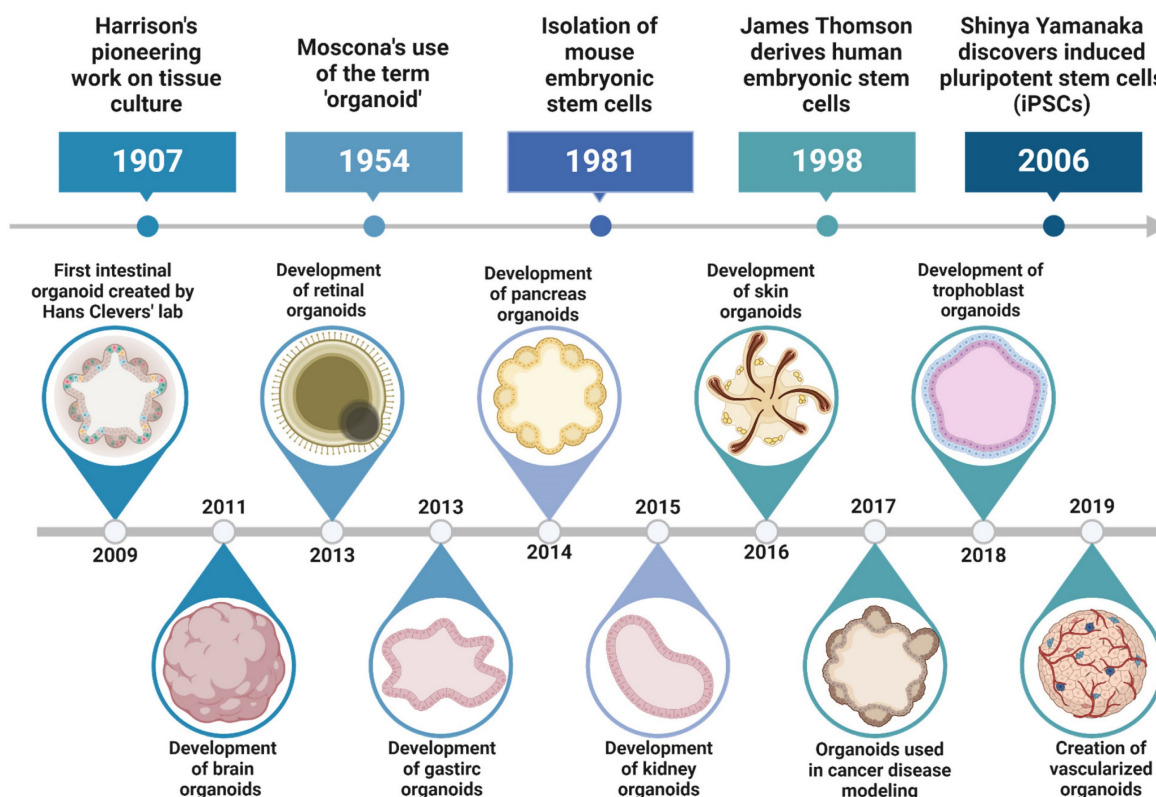 Harrison's
pioneering
work on tissue
culture
1907
Moscona's use
of the term
'organoid'
1954
Isolation of
mouse
embryonic
stem cells
1981
James Thomson
derives human
embryonic stem
cells
1998
Shinya Yamanaka
discovers induced
pluripotent stem cells
(iPSCs)
2006
First intestinal
organoid created by
Hans Clevers' lab
2009
2011
Development
of brain
organoids
Development
of retinal
organoids
2013
2013
Development
of gastirc
organoids
Development
of pancreas
organoids
2014
2015
Development
of kidney
organoids
Development
of skin
organoids
2016
2017
Organoids used
in cancer disease
modeling
Development of
trophoblast
organoids
2018
2019
Creation of
vascularized
organoids